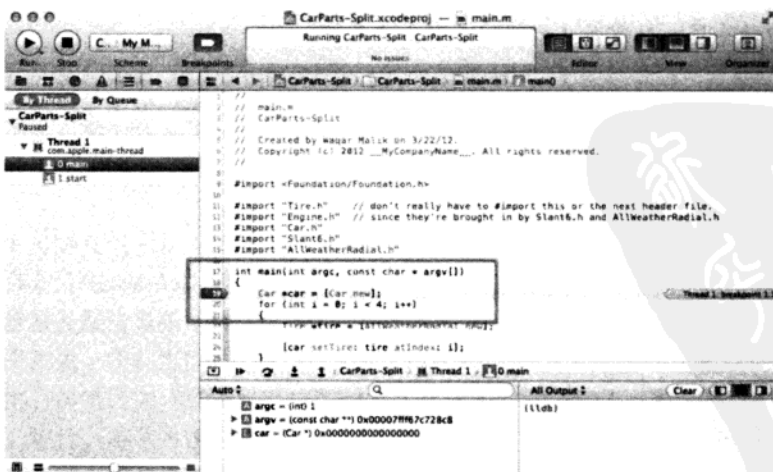 CarParts-Split.xcodeproj — main.m
Running CarParts-Split CarParts-Split
No Issues
C... My M...
Run Stop Scheme Breakpoints Editor View Organizer
CarParts-Split CarParts-Split main.m main()
By Thread By Queue
CarParts-Split
Paused
Thread 1
com.apple.main-thread
0 main
1 start
//
// main.m
// CarParts-Split
//
// Created by Waqar Malik on 3/22/12.
// Copyright (c) 2012 __MyCompanyName__. All rights reserved.
//
#import <Foundation/Foundation.h>
#import "Tire.h" // don't really have to #import this or the next header file.
#import "Engine.h" // since they're brought in by Slant6.h and AllWeatherRadial.h
#import "Car.h"
#import "Slant6.h"
#import "AllWeatherRadial.h"
int main(int argc, const char * argv[])
{
Car *car = [Car new];
for (int i = 0; i < 4; i++)
{
Tire *tire = [AllWeatherRadial new];
[car setTire: tire atIndex: i];
}
Thread 1: breakpoint 1.1
CarParts-Split Thread 1 0 main
Auto All Output Clear
argc = (int) 1
argv = (const char **) 0x00007fff67c728c8
car = (Car *) 0x0000000000000000
(lldb)